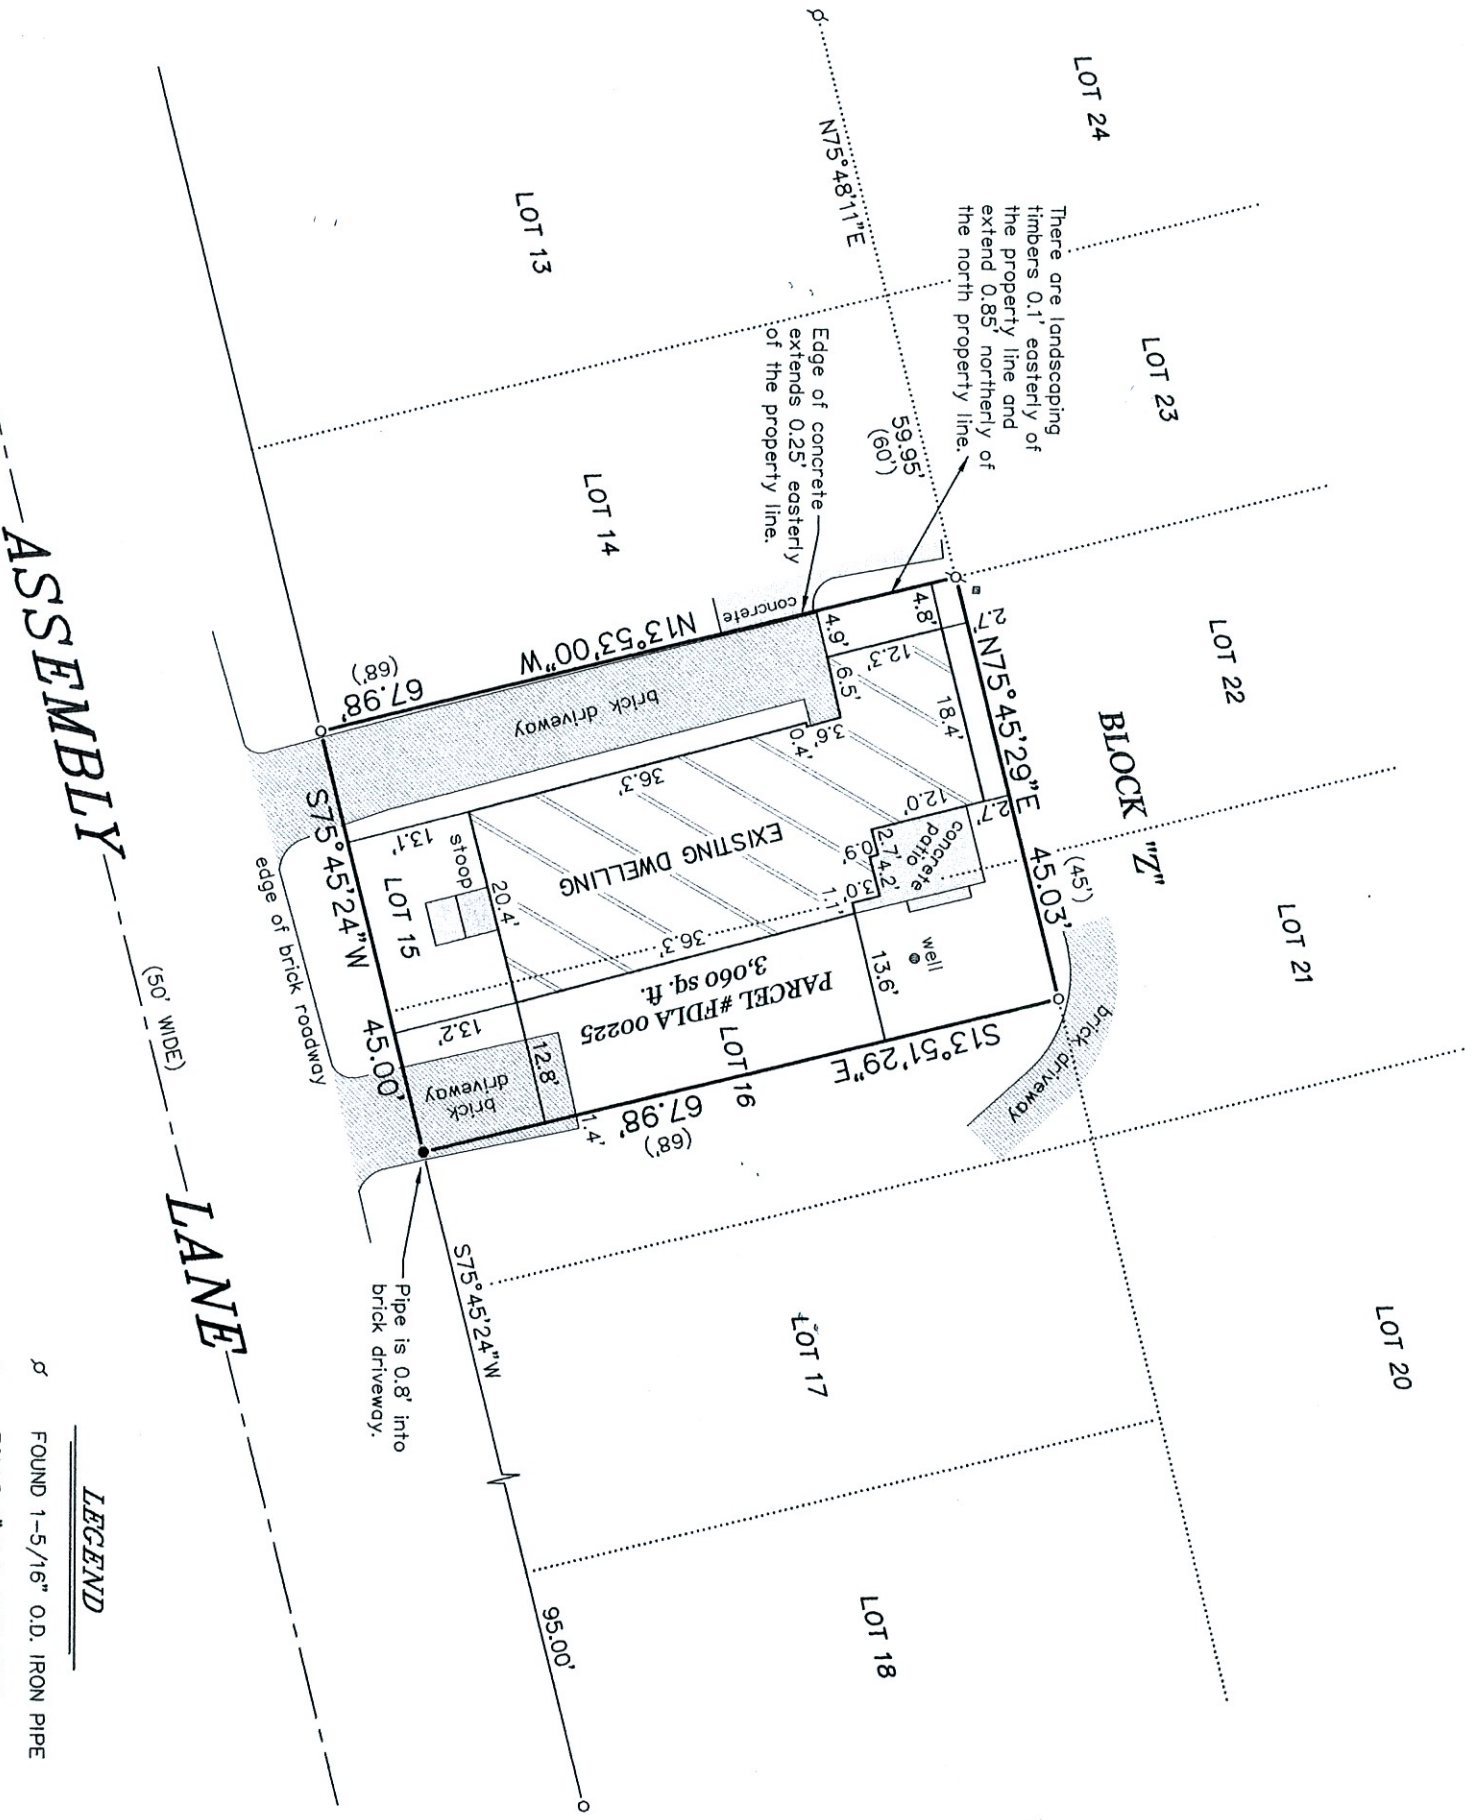 LOT 24
LOT 23
LOT 22
BLOCK "Z"
LOT 21
LOT 20
N75°48'11"E
There are landscaping
timbers 0.1' easterly of
the property line and
extend 0.85' northerly of
the north property line.
59.95'
(60')
LOT 13
Edge of concrete
extends 0.25' easterly
of the property line.
LOT 14
concrete
N13°53'00"W
67.98'
(68')
brick driveway
4.8'
4.9'
2.7'
N75°45'29"E
45.03'
(45')
12.3'
6.5'
18.4'
3.6'
0.4'
2.7'
12.0'
concrete
patio
2.7'
0.9'
4.2'
3.0'
1.1'
36.3'
EXISTING DWELLING
36.3'
well
13.6'
brick driveway
PARCEL #FDLA 00225
3,060 sq. ft.
LOT 16
S13°51'29"E
67.98'
(68')
13.1'
stoop
20.4'
LOT 15
S75°45'24"W
45.00'
13.2'
12.8'
brick
driveway
1.4'
edge of brick roadway
Pipe is 0.8' into
brick driveway.
S75°45'24"W
95.00'
LOT 17
LOT 18
ASSEMBLY LANE
(50' WIDE)
LEGEND
FOUND 1-5/16" O.D. IRON PIPE